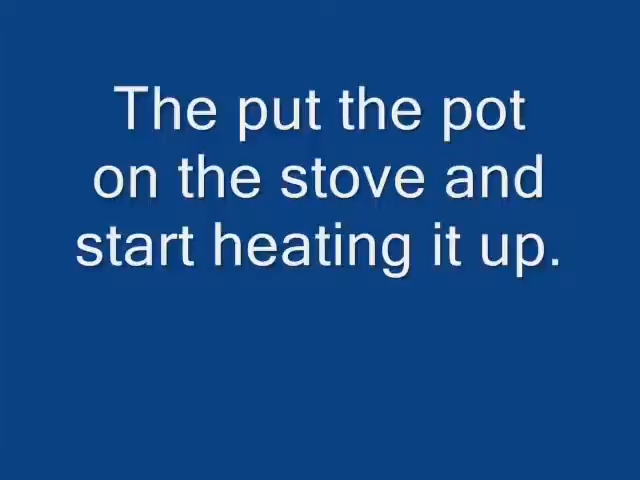 The put the pot
on the stove and
start heating it up.